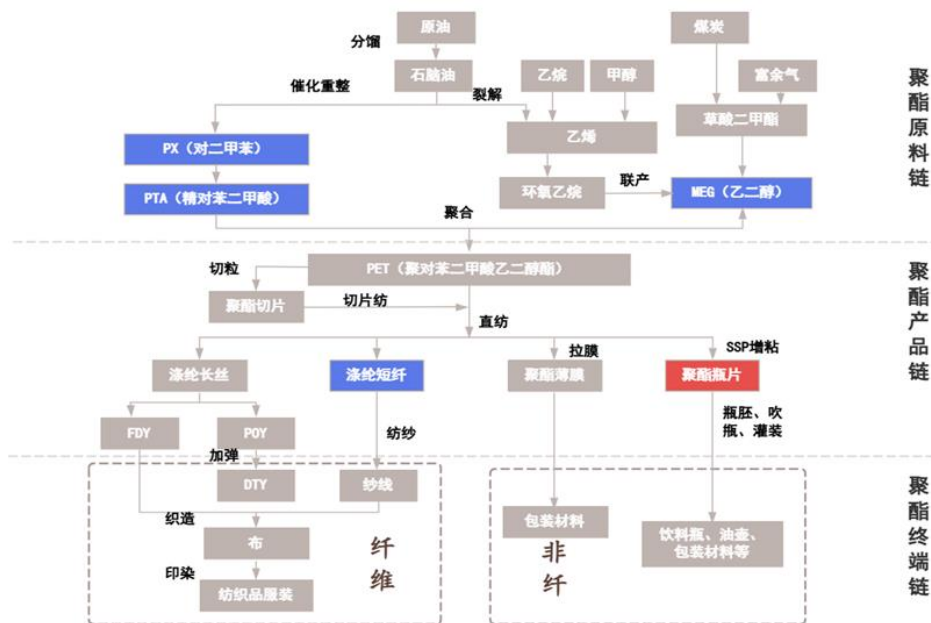 原油
煤炭
分馏
石脑油
乙烷
甲醇
富余气
催化重整
裂解
草酸二甲酯
乙烯
PX（对二甲苯）
PTA（精对苯二甲酸）
环氧乙烷
联产
MEG（乙二醇）
聚合
聚酯原料链
PET（聚对苯二甲酸乙二醇酯）
切粒
聚酯切片
切片纺
直纺
拉膜
SSP增粘
涤纶长丝
涤纶短纤
聚酯薄膜
聚酯瓶片
瓶胚、吹
瓶、灌装
FDY
POY
纺纱
加弹
聚酯产品链
DTY
纱线
织造
布
印染
纺织品服装
纤维
包装材料
非纤
饮料瓶、油壶、
包装材料等
聚酯终端链